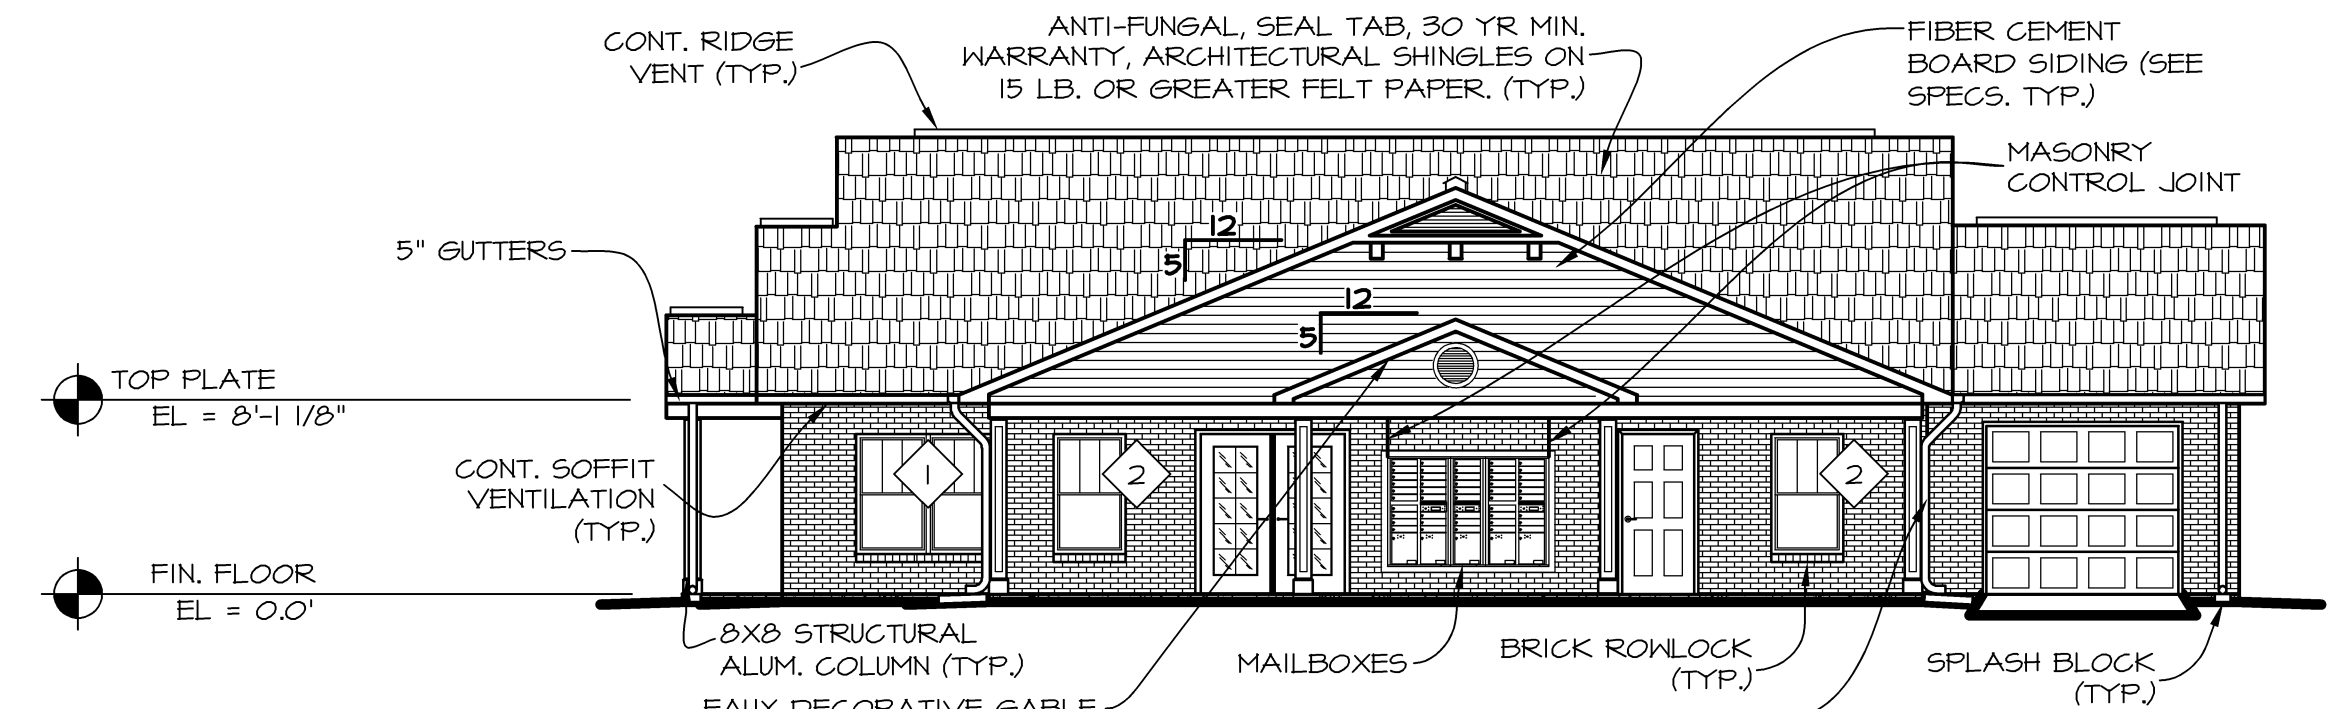 CONT. RIDGE
VENT (TYP.)
ANTI-FUNGAL, SEAL TAB, 30 YR MIN.
WARRANTY, ARCHITECTURAL SHINGLES ON
15 LB. OR GREATER FELT PAPER. (TYP.)
FIBER CEMENT
BOARD SIDING (SEE
SPECS. TYP.)
MASONRY
CONTROL JOINT
5" GUTTERS
12
5
12
5
TOP PLATE
EL = 8'-1 1/8"
CONT. SOFFIT
VENTILATION
(TYP.)
1
2
2
FIN. FLOOR
EL = 0.0'
8X8 STRUCTURAL
ALUM. COLUMN (TYP.)
MAILBOXES
BRICK ROWLOCK
(TYP.)
SPLASH BLOCK
(TYP.)
FAUX DECORATIVE GABLE